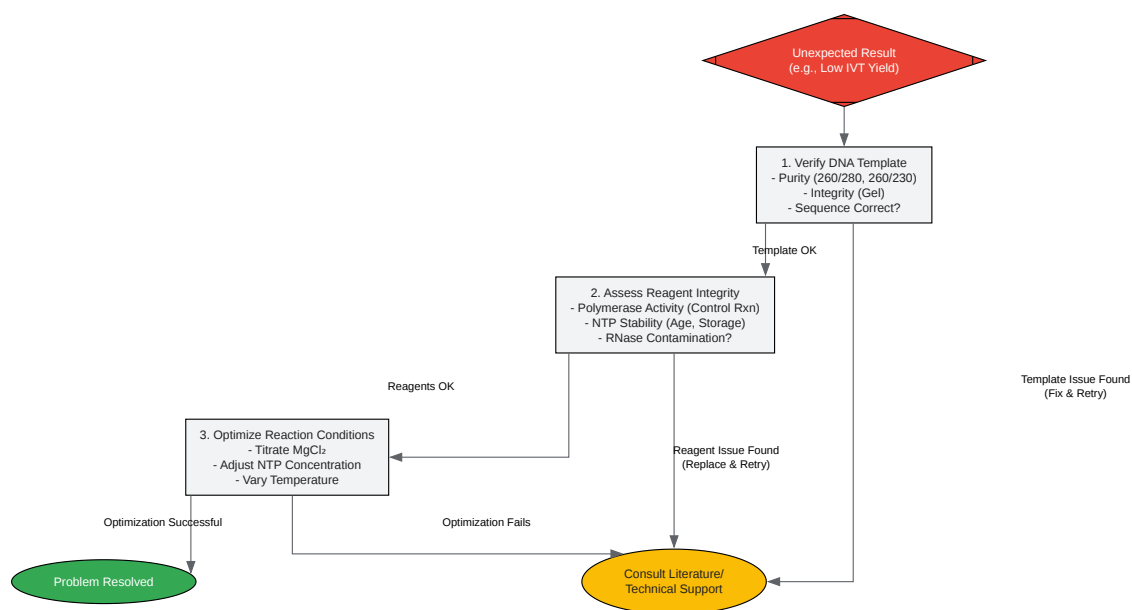 Unexpected Result
(e.g., Low IVT Yield)
1. Verify DNA Template
- Purity (260/280, 260/230)
- Integrity (Gel)
- Sequence Correct?
Template OK
2. Assess Reagent Integrity
- Polymerase Activity (Control Rxn)
- NTP Stability (Age, Storage)
- RNase Contamination?
Reagents OK
Template Issue Found
(Fix & Retry)
3. Optimize Reaction Conditions
- Titrate MgCl₂
- Adjust NTP Concentration
- Vary Temperature
Reagent Issue Found
(Replace & Retry)
Optimization Successful
Optimization Fails
Problem Resolved
Consult Literature/
Technical Support